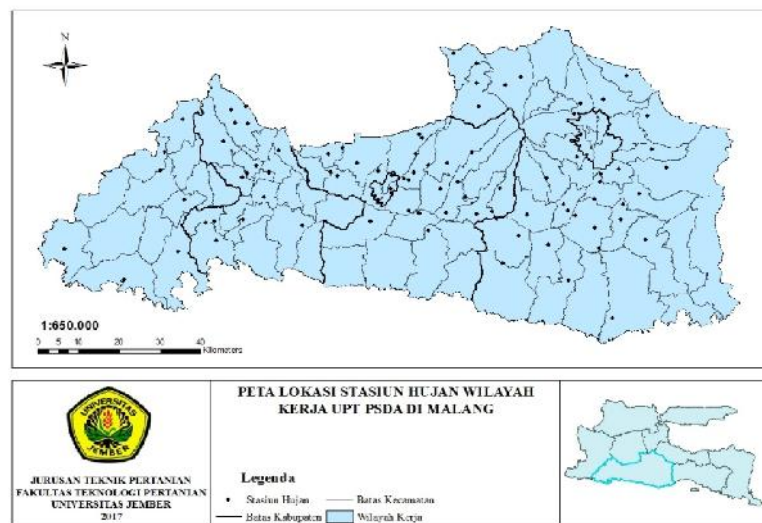 N
1:650.000
0 5 10 20 30 40
Kilometers
UNIVERSITAS
JEMBER
JURUSAN TEKNIK PERTANIAN
FAKULTAS TEKNOLOGI PERTANIAN
UNIVERSITAS JEMBER
2017
PETA LOKASI STASIUN HUJAN WILAYAH
KERJA UPT PSDA DI MALANG
Legenda
Stasiun Hujan
Batas Kecamatan
Batas Kabupaten
Wilayah Kerja